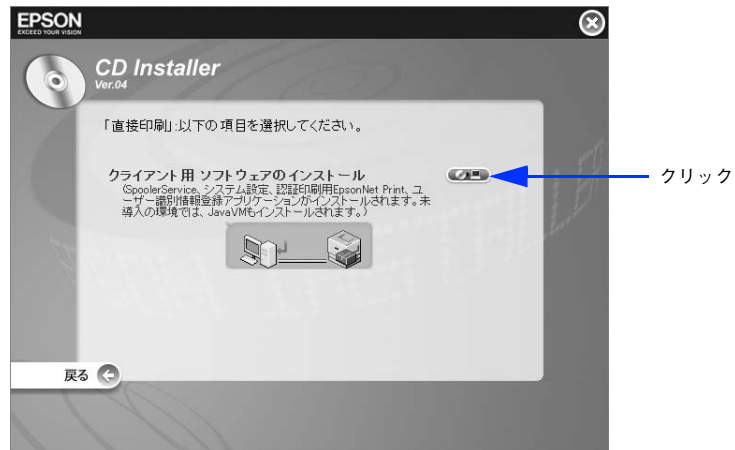 EPSON
EXCEED YOUR VISION
CD Installer
Ver.04
「直接印刷」:以下の項目を選択してください。
クライアント用 ソフトウェアのインストール
(SpoolerService、システム設定、認証印刷用EpsonNet Print、ユ
ーザー識別情報登録アプリケーションがインストールされます。未
導入の環境では、JavaVMもインストールされます。)
クリック
戻る